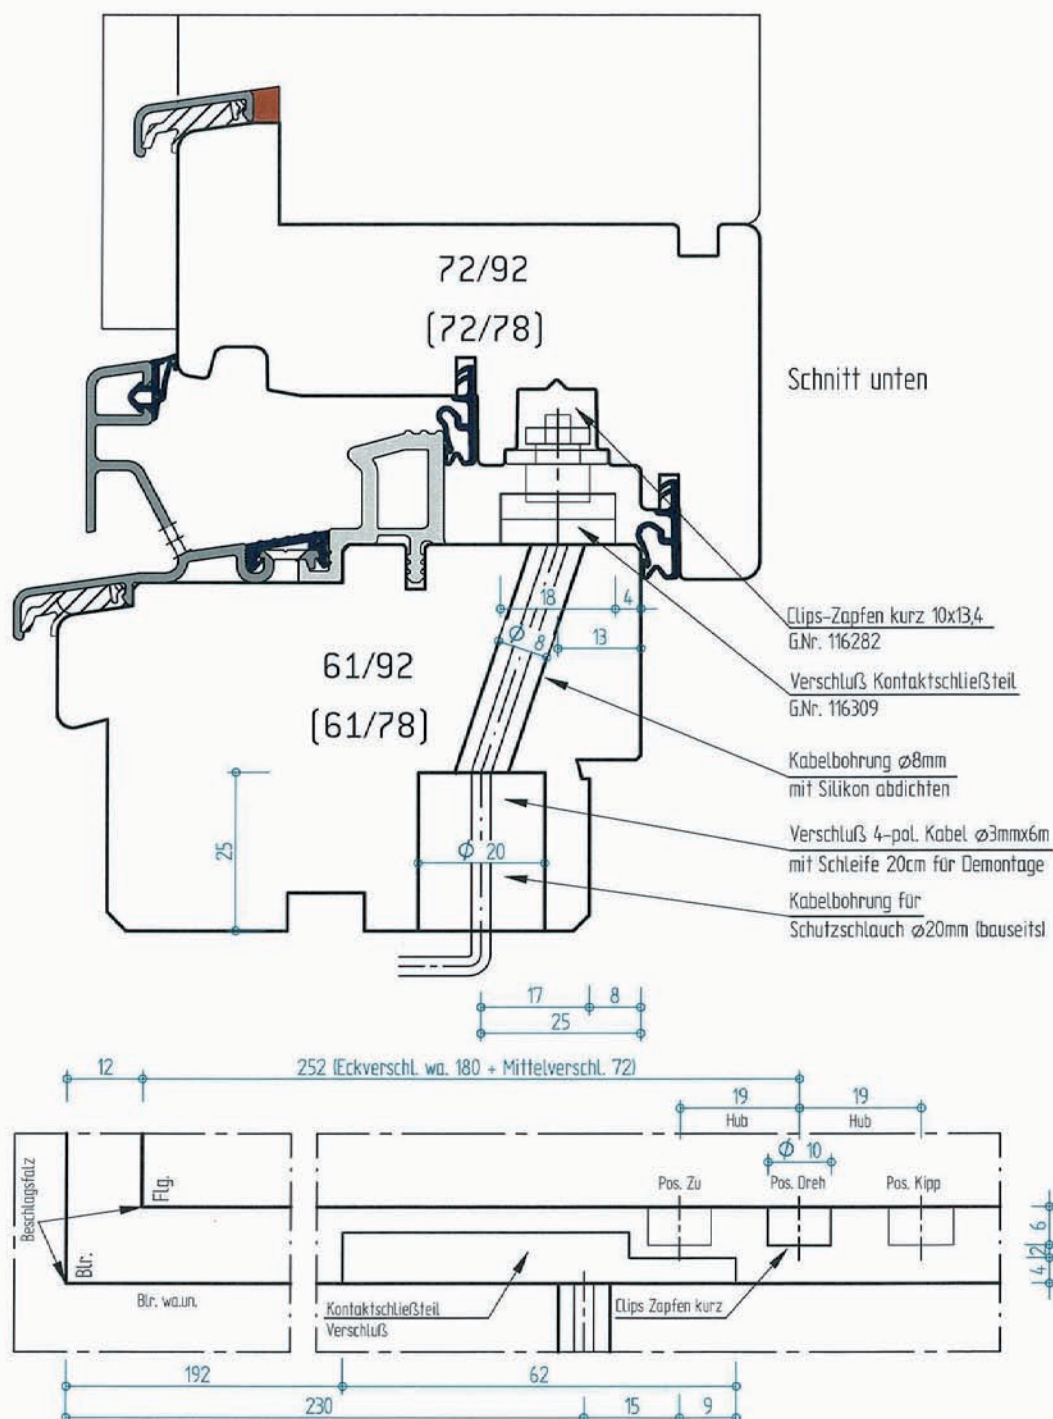 72/92
(72/78)
Schnitt unten
18
4
Ø 8
13
Clips-Zapfen kurz 10x13,4
G.Nr. 116282
61/92
(61/78)
Verschluß Kontaktschließteil
G.Nr. 116309
Kabelbohrung ø8mm
mit Silikon abdichten
25
Ø 20
Verschluß 4-pol. Kabel ø3mmx6m
mit Schleife 20cm für Demontage
Kabelbohrung für
Schutzschlauch ø20mm (bauseits)
17
8
25
12
252 (Eckverschl. wa. 180 + Mittelverschl. 72)
19
Hub
19
Hub
Ø 10
Pos. Zu
Pos. Dreh
Pos. Kipp
Beschlagsfalz
Flg.
Blr.
6
2
4
Blr. wa.un.
Kontaktschließteil
Verschluß
Clips Zapfen kurz
192
62
230
15
9